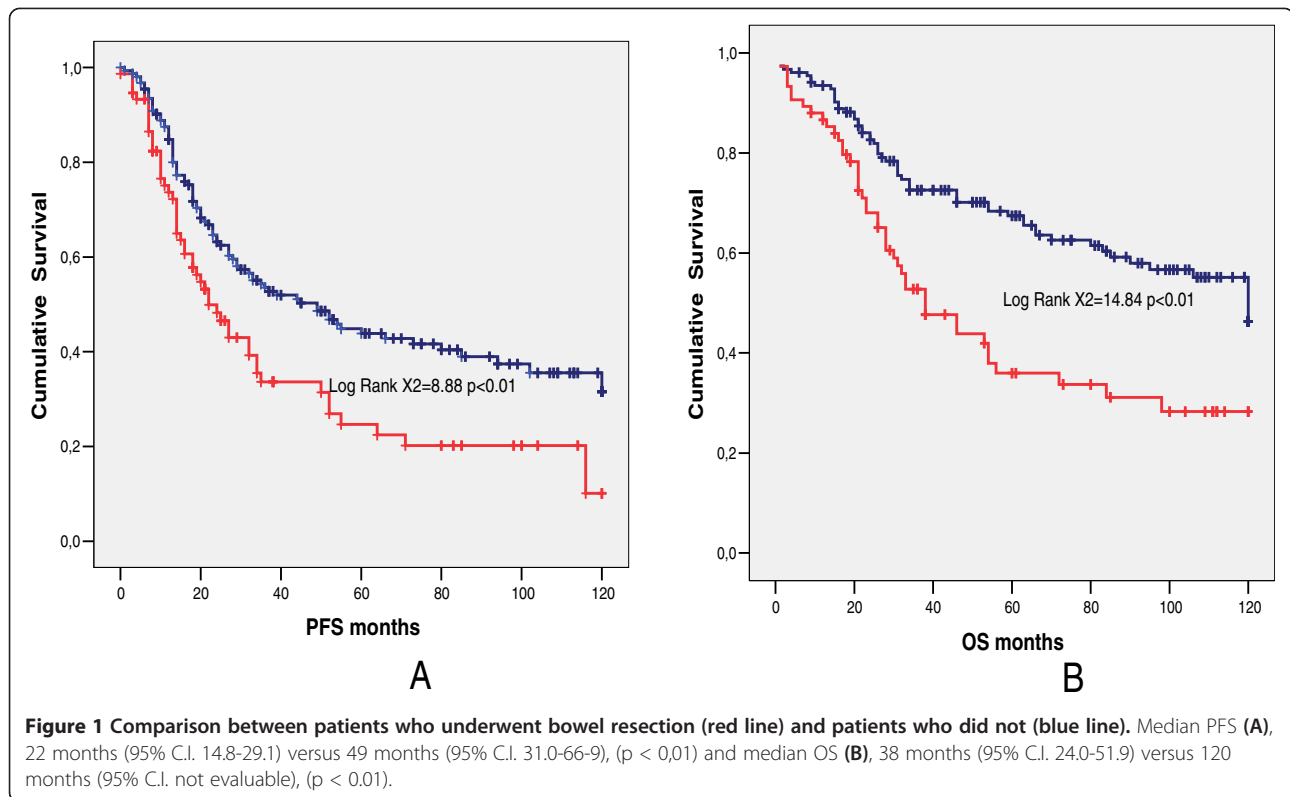 1,0
0,8
0,6
0,4
0,2
0,0
Cumulative Survival
Log Rank X2=8.88 p<0.01
0 20 40 60 80 100 120
PFS months
A
1,0
0,8
0,6
0,4
0,2
0,0
Cumulative Survival
Log Rank X2=14.84 p<0.01
0 20 40 60 80 100 120
OS months
B
Figure 1 Comparison between patients who underwent bowel resection (red line) and patients who did not (blue line). Median PFS (A),
22 months (95% C.I. 14.8-29.1) versus 49 months (95% C.I. 31.0-66-9), (p < 0,01) and median OS (B), 38 months (95% C.I. 24.0-51.9) versus 120
months (95% C.I. not evaluable), (p < 0.01).